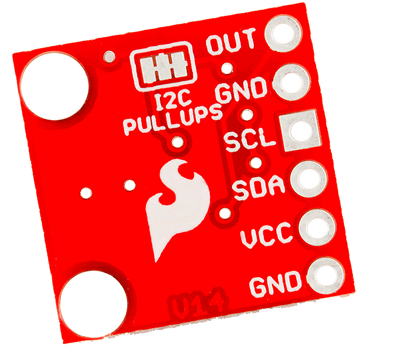 OUT
GND
I2C
PULLUPS
SCL
SDA
VCC
GND
V14